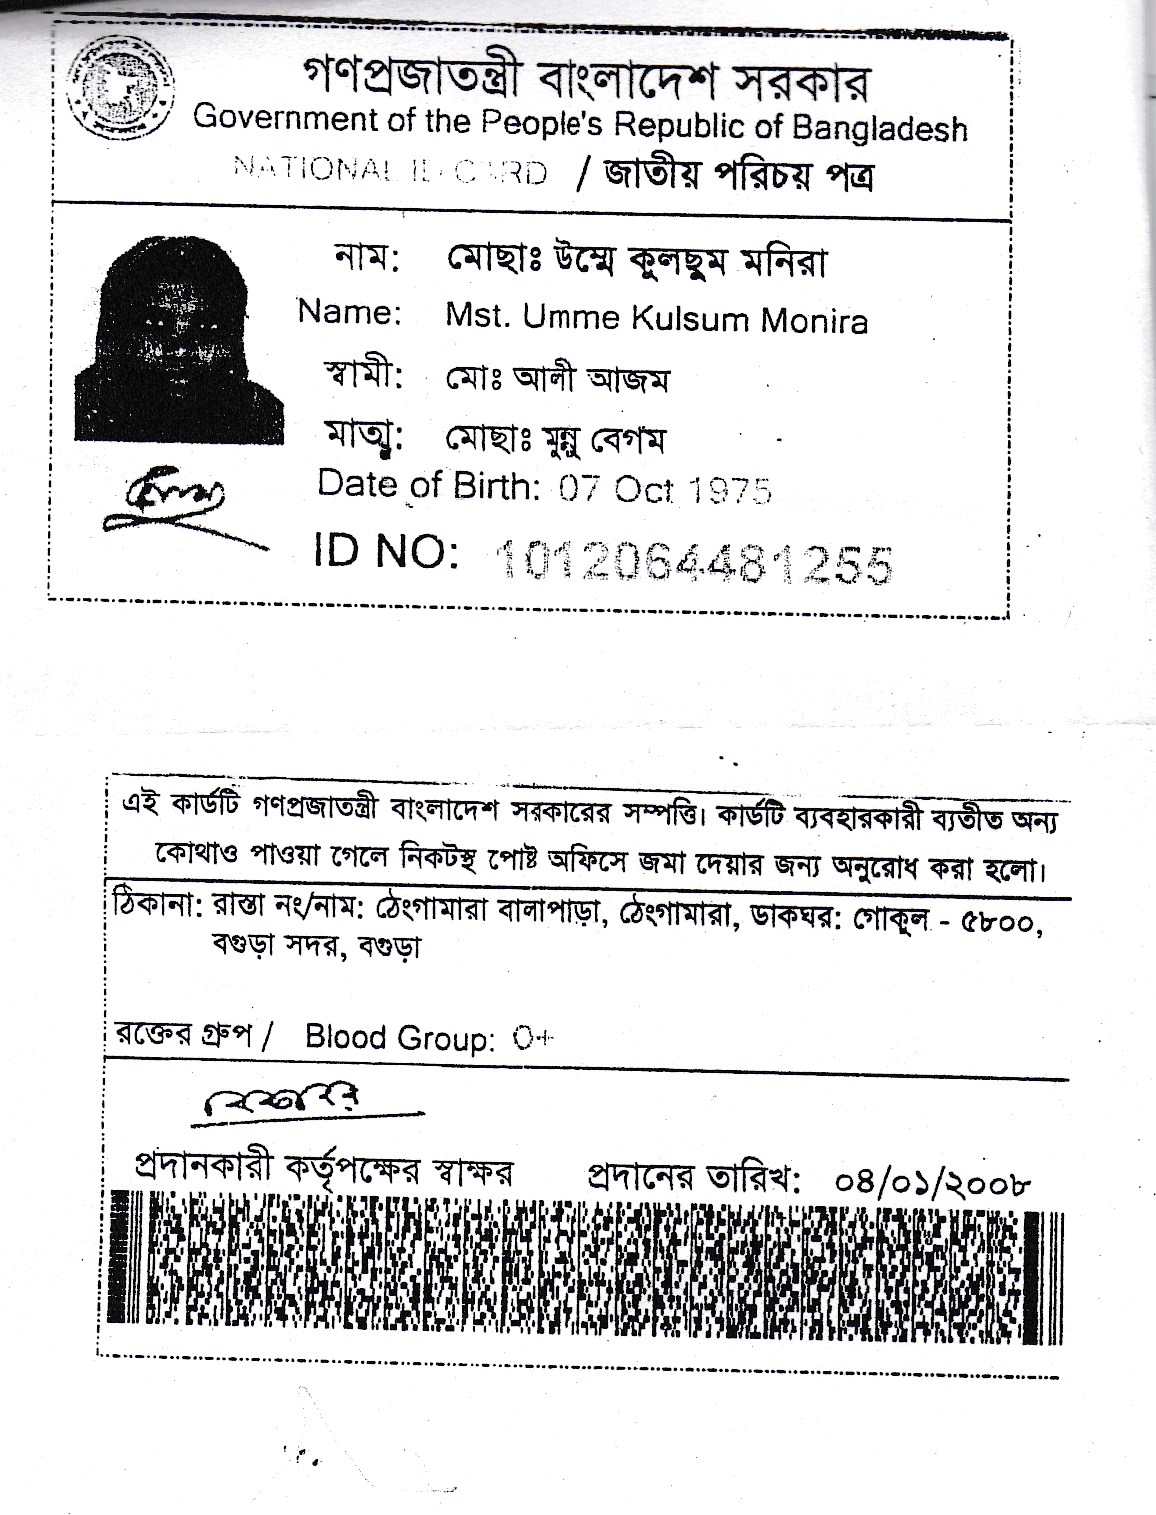 গণপ্রজাতন্ত্রী বাংলাদেশ সরকার
Government of the People's Republic of Bangladesh
NATIONAL ID CARD / জাতীয় পরিচয় পত্র
নাম: মোছাঃ উম্মে কুলছুম মনিরা
Name: Mst. Umme Kulsum Monira
স্বামী: মোঃ আলী আজম
মাতা: মোছাঃ মুন্নু বেগম
Date of Birth: 07 Oct 1975
ID NO: 1012064481255
এই কার্ডটি গণপ্রজাতন্ত্রী বাংলাদেশ সরকারের সম্পত্তি। কার্ডটি ব্যবহারকারী ব্যতীত অন্য
কোথাও পাওয়া গেলে নিকটস্থ পোষ্ট অফিসে জমা দেয়ার জন্য অনুরোধ করা হলো।
ঠিকানা: রাস্তা নং/নাম: ঠেংগামারা বালাপাড়া, ঠেংগামারা, ডাকঘর: গোকূল - ৫৮০০,
বগুড়া সদর, বগুড়া
রক্তের গ্রুপ / Blood Group: O+
প্রদানকারী কর্তৃপক্ষের স্বাক্ষর প্রদানের তারিখ: ০৪/০১/২০০৮